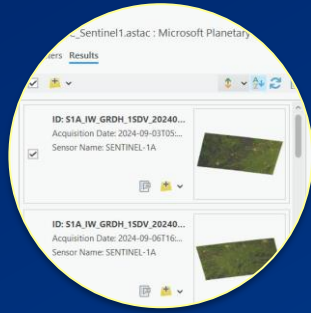 _Sentinel1.astac : Microsoft Planetary
Results
ID: S1A_IW_GRDH_1SDV_20240...
Acquisition Date: 2024-09-03T05:...
Sensor Name: SENTINEL-1A
ID: S1A_IW_GRDH_1SDV_20240...
Acquisition Date: 2024-09-06T16:...
Sensor Name: SENTINEL-1A